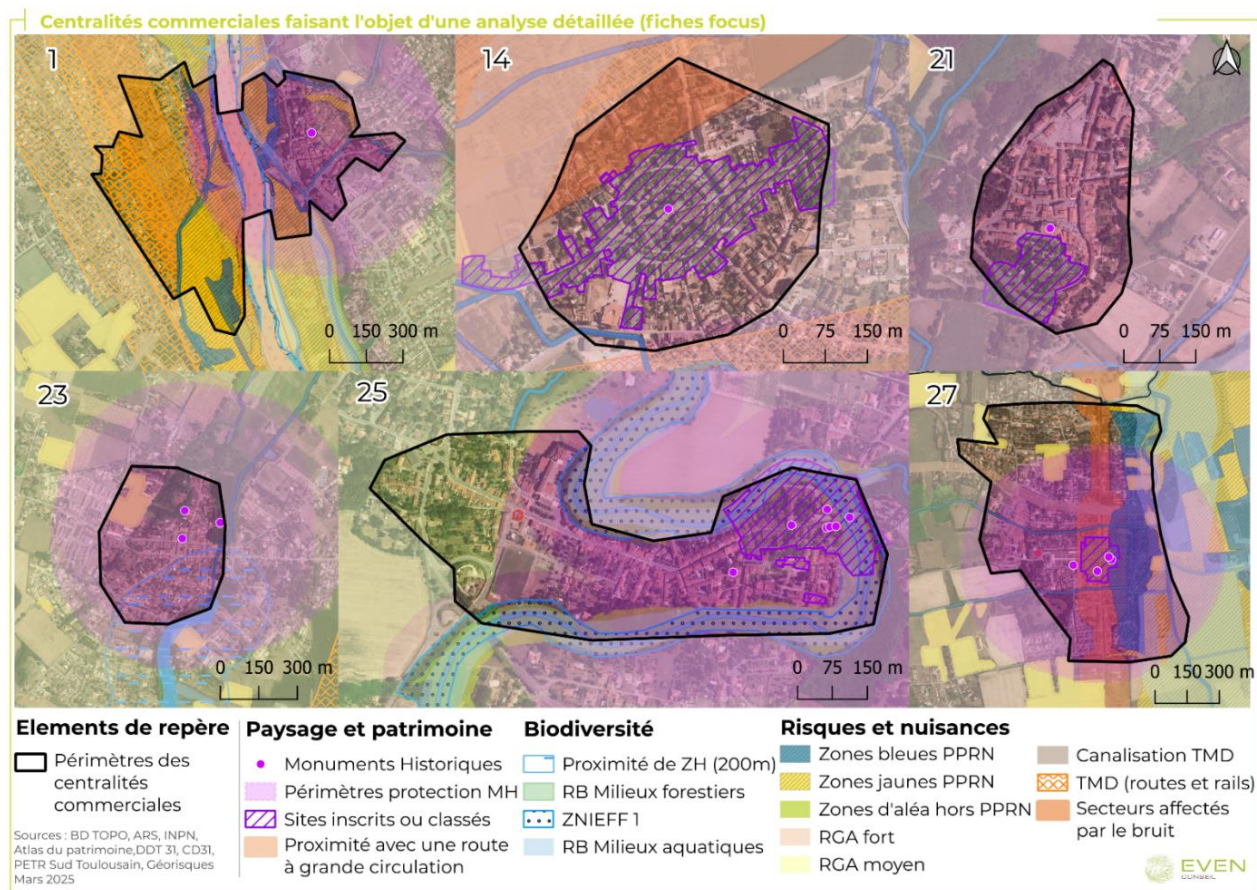 Centralités commerciales faisant l'objet d'une analyse détaillée (fiches focus)
1
14
21
0 150 300 m
0 75 150 m
0 75 150 m
23
25
27
0 150 300 m
0 75 150 m
0 150 300 m
Elements de repère
Périmètres des
centralités
commerciales
Sources : BD TOPO, ARS, INPN,
Atlas du patrimoine,DDT 31, CD31,
PETR Sud Toulousain, Géorisques
Mars 2025
Paysage et patrimoine
Monuments Historiques
Périmètres protection MH
Sites inscrits ou classés
Proximité avec une route
à grande circulation
Biodiversité
Proximité de ZH (200m)
RB Milieux forestiers
ZNIEFF 1
RB Milieux aquatiques
Risques et nuisances
Zones bleues PPRN
Zones jaunes PPRN
Zones d'aléa hors PPRN
RGA fort
RGA moyen
Canalisation TMD
TMD (routes et rails)
Secteurs affectés
par le bruit
EVEN
CONSEIL